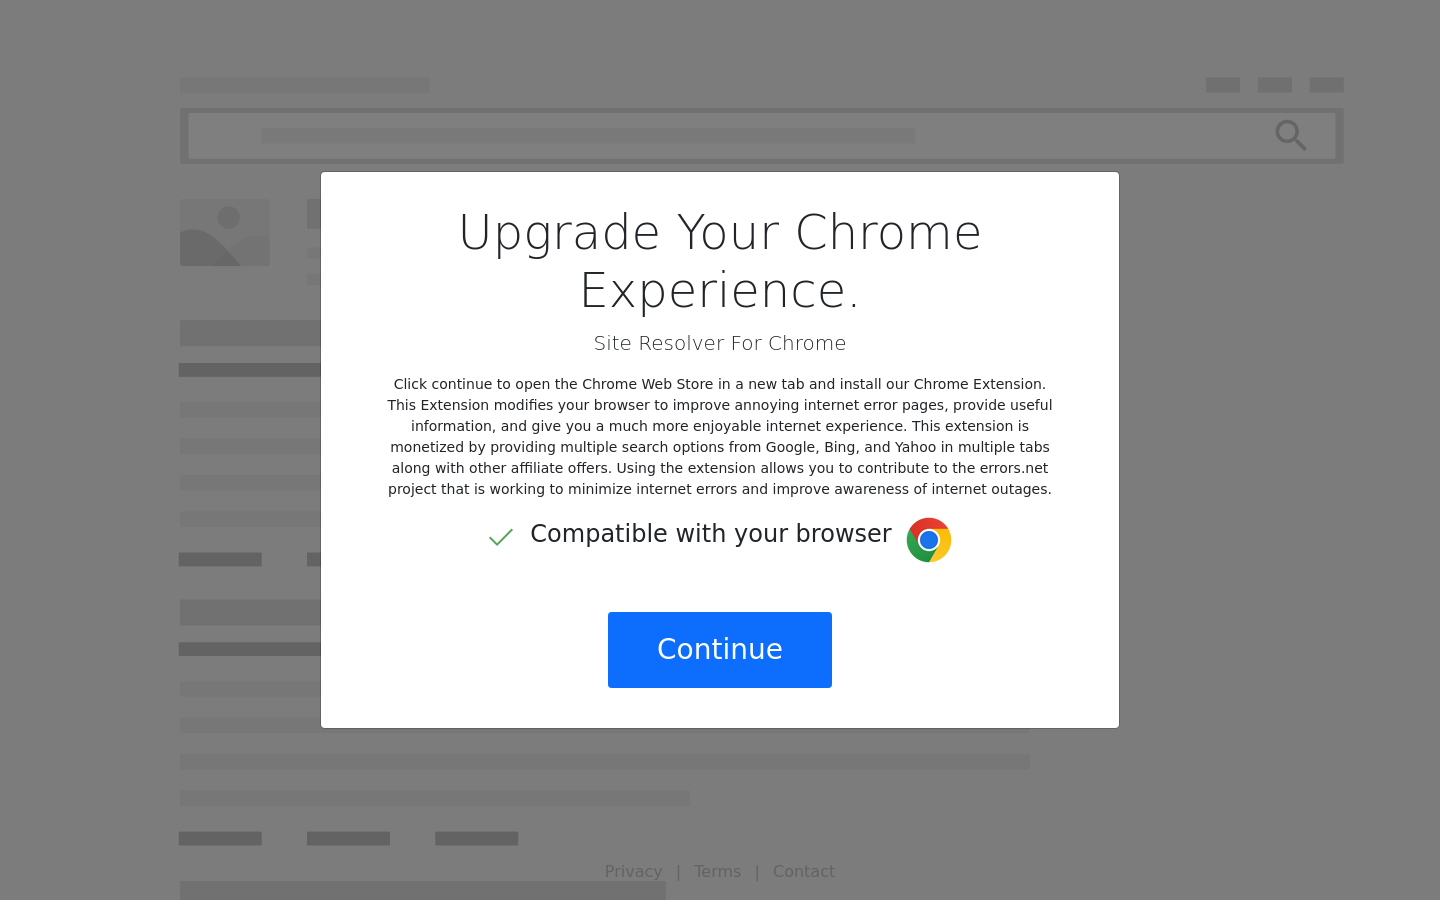 Upgrade Your Chrome
Experience.
Site Resolver For Chrome
Click continue to open the Chrome Web Store in a new tab and install our Chrome Extension.
This Extension modifies your browser to improve annoying internet error pages, provide useful
information, and give you a much more enjoyable internet experience. This extension is
monetized by providing multiple search options from Google, Bing, and Yahoo in multiple tabs
along with other affiliate offers. Using the extension allows you to contribute to the errors.net
project that is working to minimize internet errors and improve awareness of internet outages.
Compatible with your browser
Continue
Privacy | Terms | Contact